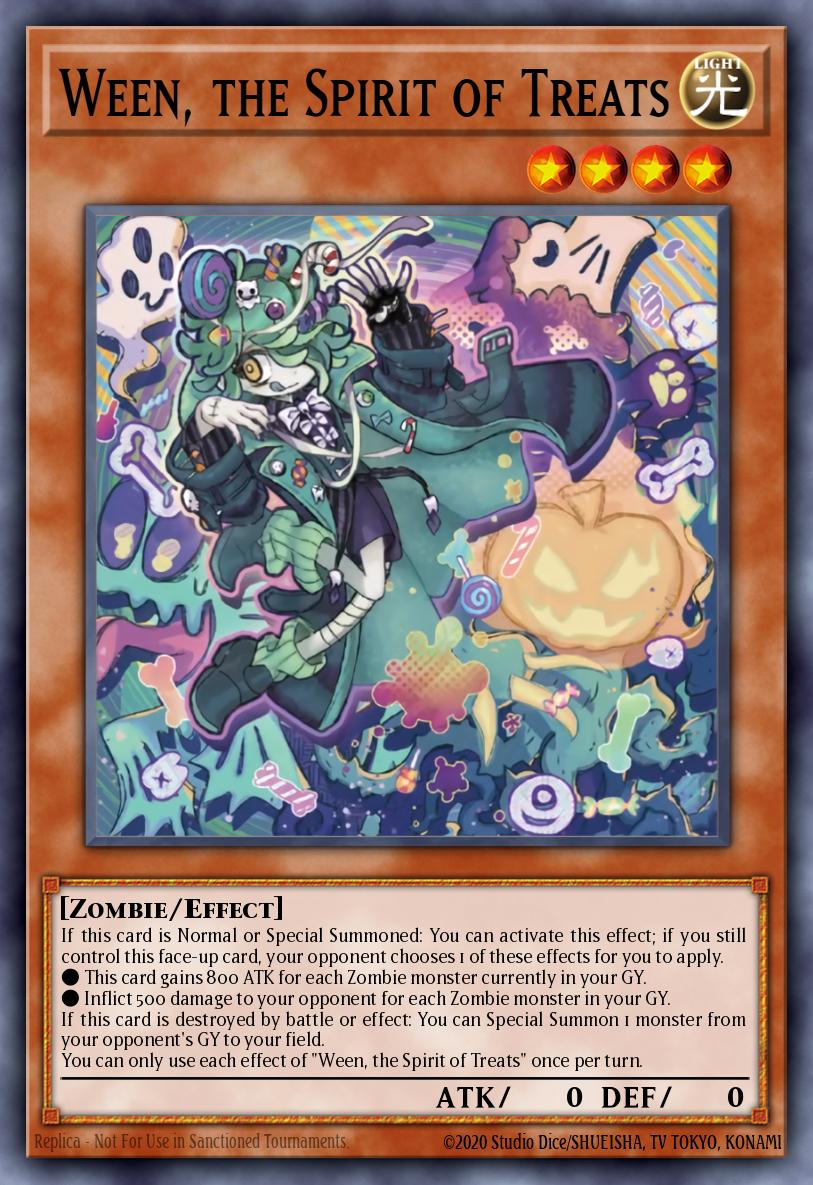 Ween, the Spirit of Treats
LIGHT
光
[Zombie/Effect]
If this card is Normal or Special Summoned: You can activate this effect; if you still
control this face-up card, your opponent chooses 1 of these effects for you to apply.
● This card gains 800 ATK for each Zombie monster currently in your GY.
● Inflict 500 damage to your opponent for each Zombie monster in your GY.
If this card is destroyed by battle or effect: You can Special Summon 1 monster from
your opponent's GY to your field.
You can only use each effect of "Ween, the Spirit of Treats" once per turn.
ATK/ 0 DEF/ 0
Replica - Not For Use in Sanctioned Tournaments.
©2020 Studio Dice/SHUEISHA, TV TOKYO, KONAMI